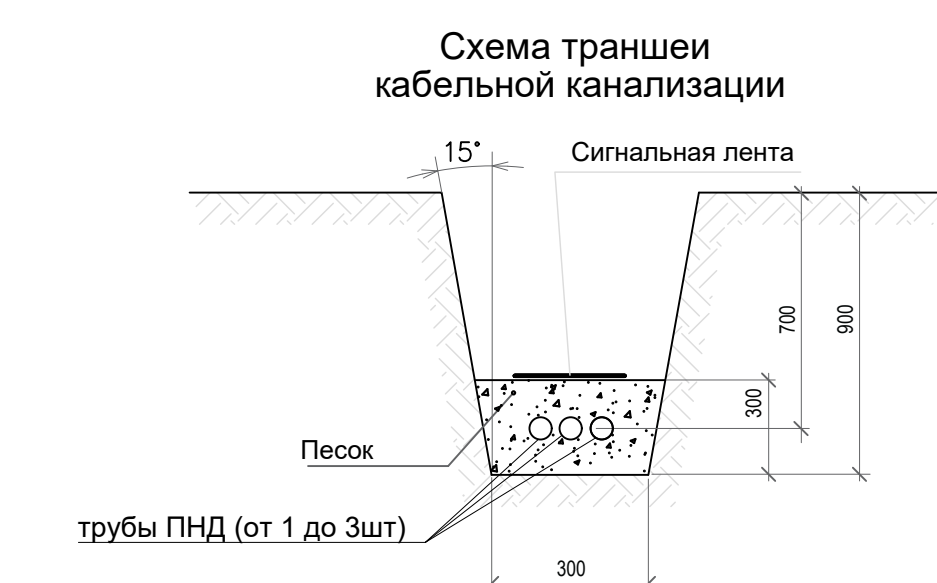 Схема траншеи
кабельной канализации
15°
Сигнальная лента
700
900
300
Песок
трубы ПНД (от 1 до 3шт)
300